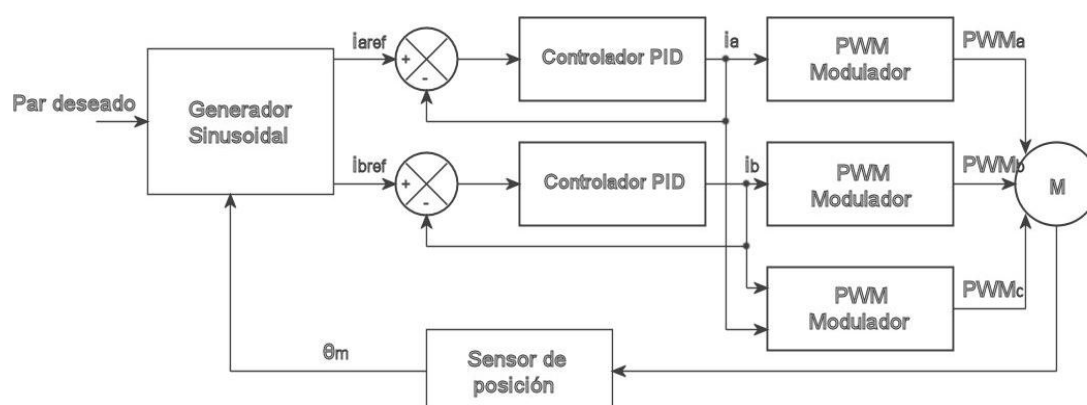 iaref
+
-
Controlador PID
ia
PWM
Modulador
PWMa
Par deseado
Generador
Sinusoidal
ibref
+
-
Controlador PID
ib
PWM
Modulador
PWMb
M
PWM
Modulador
PWMc
θm
Sensor de
posición